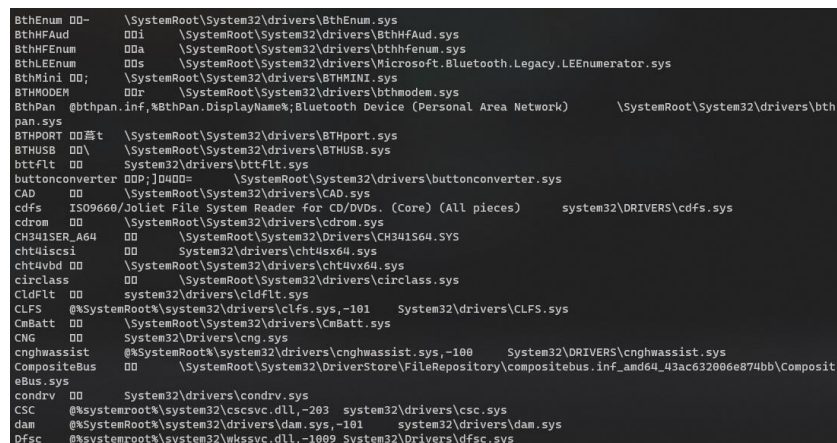 BthEnum □□- \SystemRoot\System32\drivers\BthEnum.sys
BthHFAud □□i \SystemRoot\System32\drivers\BthHfAud.sys
BthHFEnum □□a \SystemRoot\System32\drivers\bthhfenum.sys
BthLEEnum □□s \SystemRoot\System32\drivers\Microsoft.Bluetooth.Legacy.LEEnumerator.sys
BthMini □□; \SystemRoot\System32\drivers\BTHMINI.sys
BTHMODEM □□r \SystemRoot\System32\drivers\bthmodem.sys
BthPan @bthpan.inf,%BthPan.DisplayName%;Bluetooth Device (Personal Area Network) \SystemRoot\System32\drivers\bth
pan.sys
BTHPORT □□t \SystemRoot\System32\drivers\BTHport.sys
BTHUSB □□\ \SystemRoot\System32\drivers\BTHUSB.sys
bttflt □□ System32\drivers\bttflt.sys
buttonconverter □□P;]□4□□= \SystemRoot\System32\drivers\buttonconverter.sys
CAD □□ \SystemRoot\System32\drivers\CAD.sys
cdfs ISO9660/Joliet File System Reader for CD/DVDs. (Core) (All pieces) system32\DRIVERS\cdfs.sys
cdrom □□ \SystemRoot\System32\drivers\cdrom.sys
CH341SER_A64 □□ \SystemRoot\System32\Drivers\CH341S64.SYS
cht4iscsi □□ System32\drivers\cht4sx64.sys
cht4vbd □□ \SystemRoot\System32\drivers\cht4vx64.sys
circlass □□ \SystemRoot\System32\drivers\circlass.sys
CldFlt □□ system32\drivers\cldflt.sys
CLFS @%SystemRoot%\system32\drivers\clfs.sys,-101 System32\drivers\CLFS.sys
CmBatt □□ \SystemRoot\System32\drivers\CmBatt.sys
CNG □□ System32\Drivers\cng.sys
cnghwassist @%SystemRoot%\system32\drivers\cnghwassist.sys,-100 System32\DRIVERS\cnghwassist.sys
CompositeBus □□ \SystemRoot\System32\DriverStore\FileRepository\compositebus.inf_amd64_43ac632006e874bb\Composit
eBus.sys
condrv □□ System32\drivers\condrv.sys
CSC @%systemroot%\system32\cscsvc.dll,-203 system32\drivers\csc.sys
dam @%SystemRoot%\system32\drivers\dam.sys,-101 system32\drivers\dam.sys
Dfsc @%systemroot%\system32\wkssvc.dll,-1009 System32\Drivers\dfsc.sys